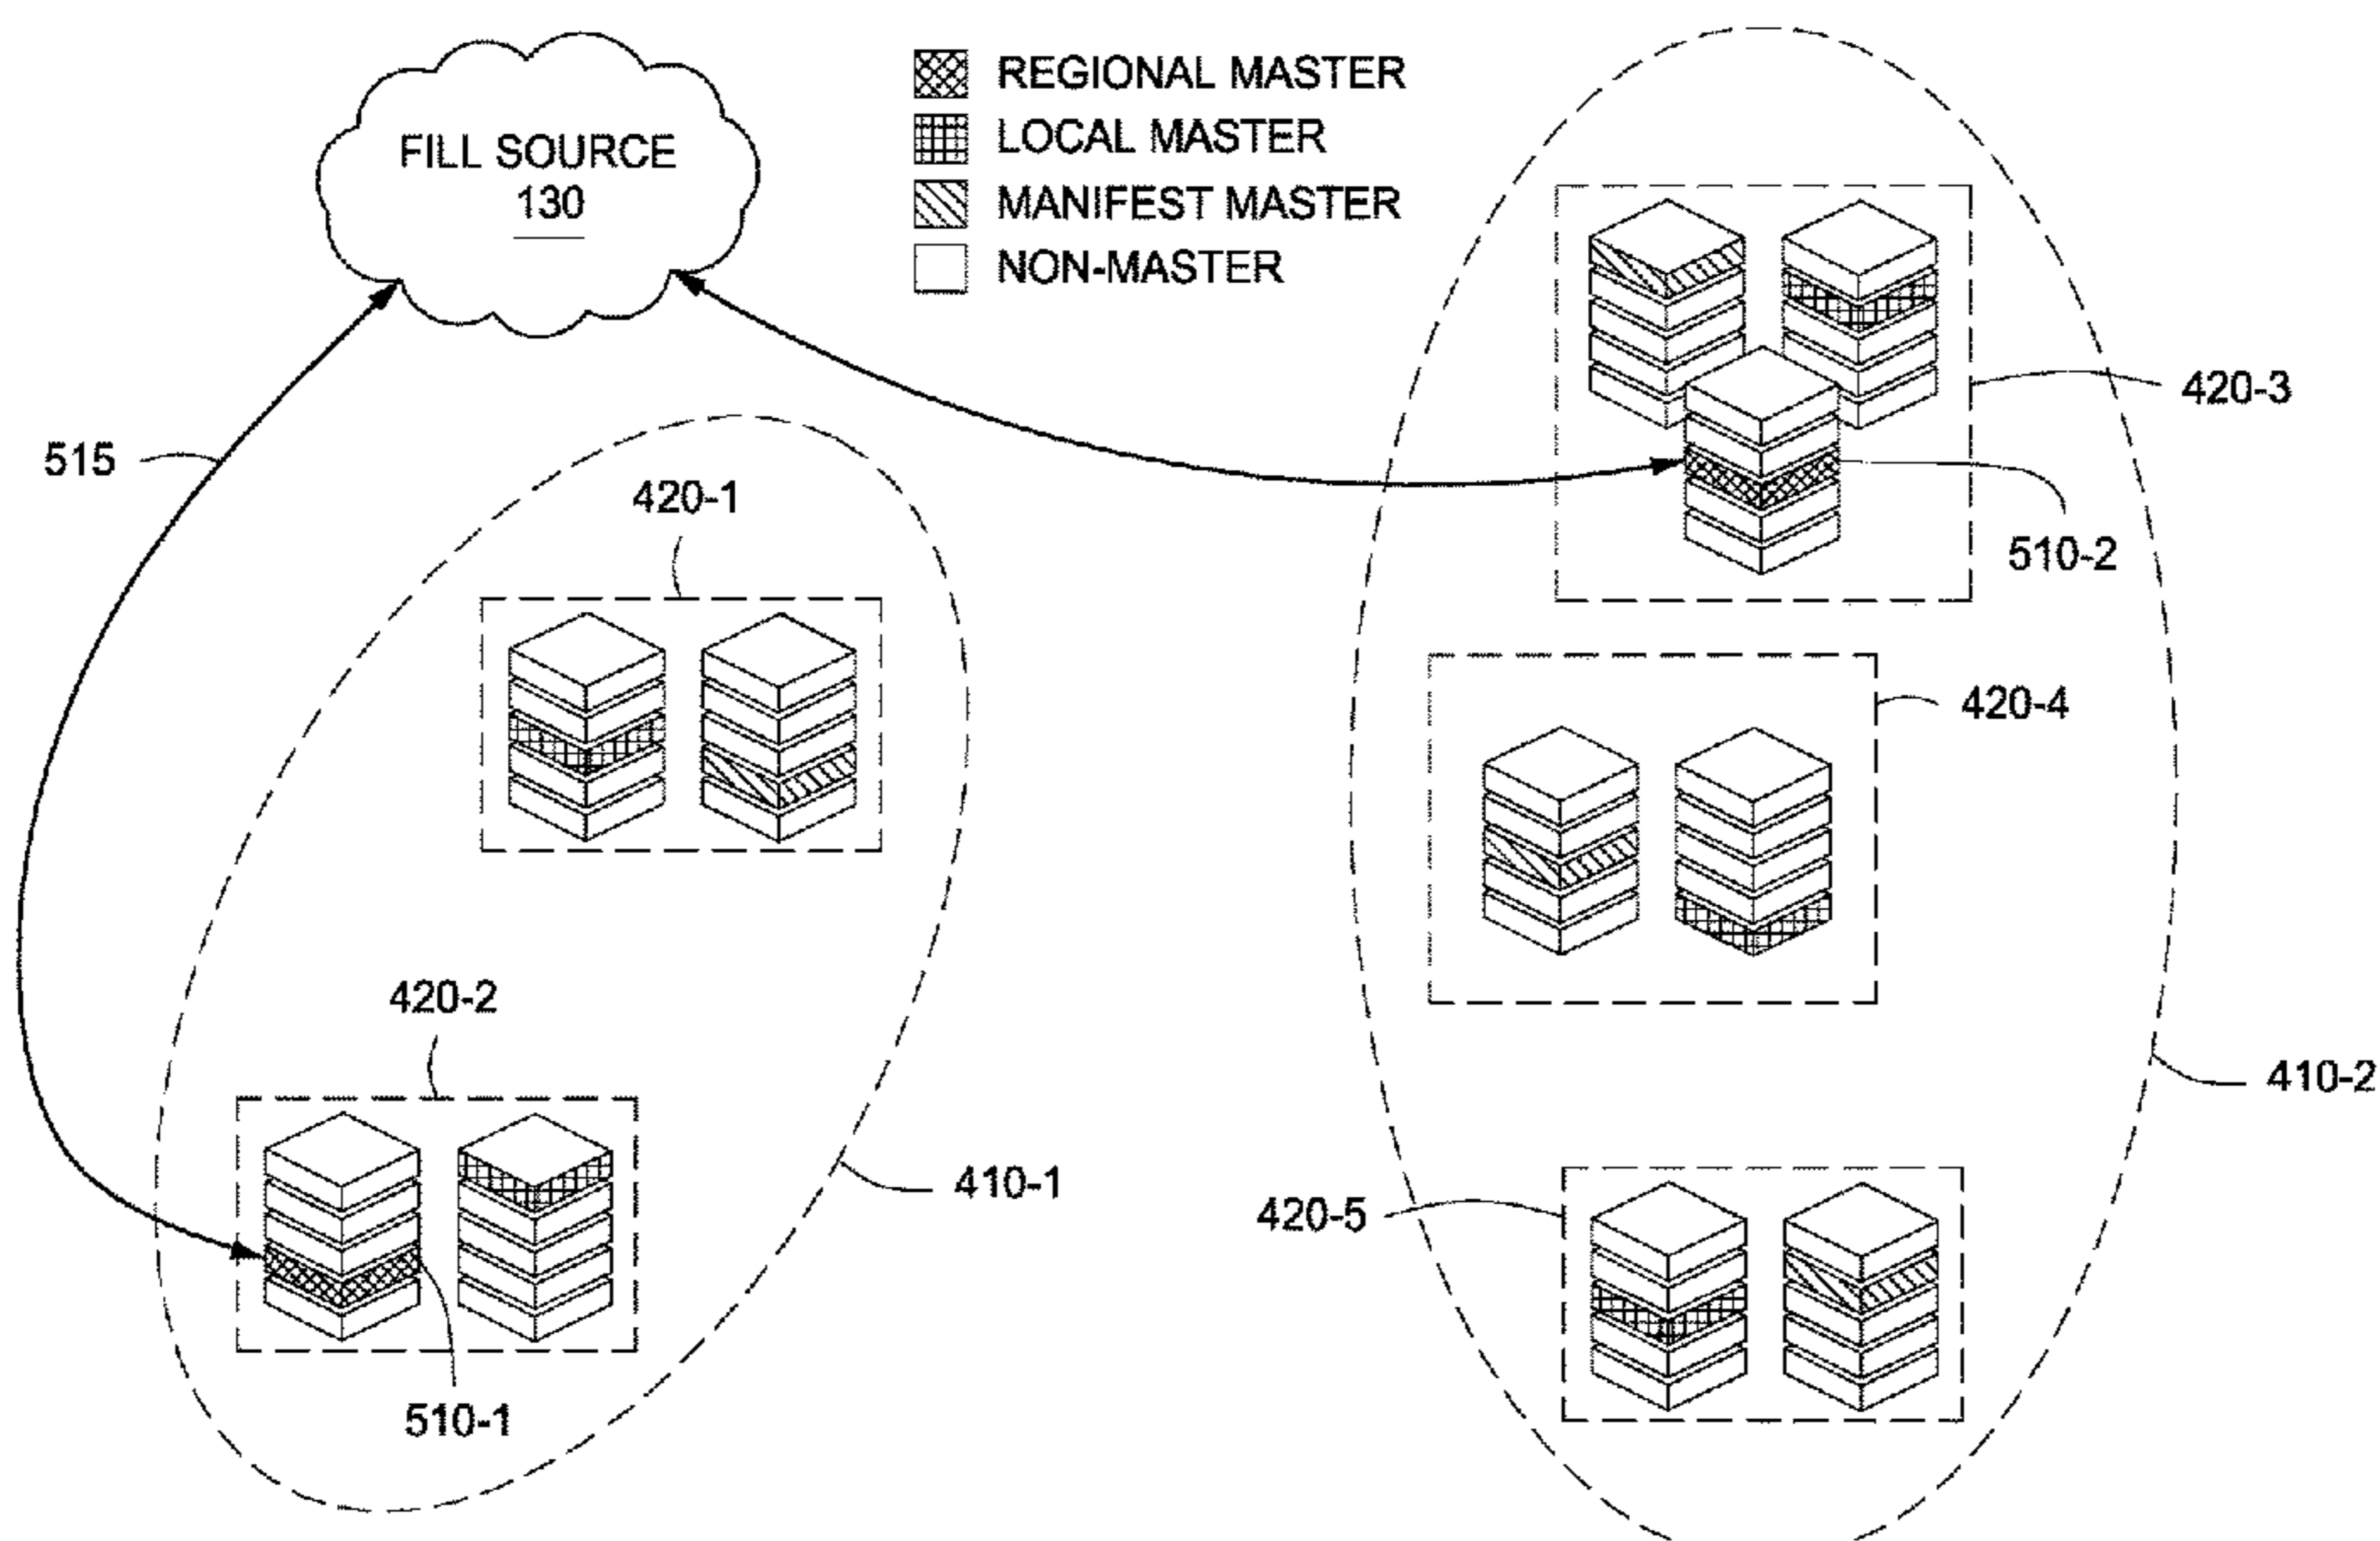 FILL SOURCE
130
REGIONAL MASTER
LOCAL MASTER
MANIFEST MASTER
NON-MASTER
420-3
515
420-1
510-2
420-4
420-2
410-2
410-1
420-5
510-1